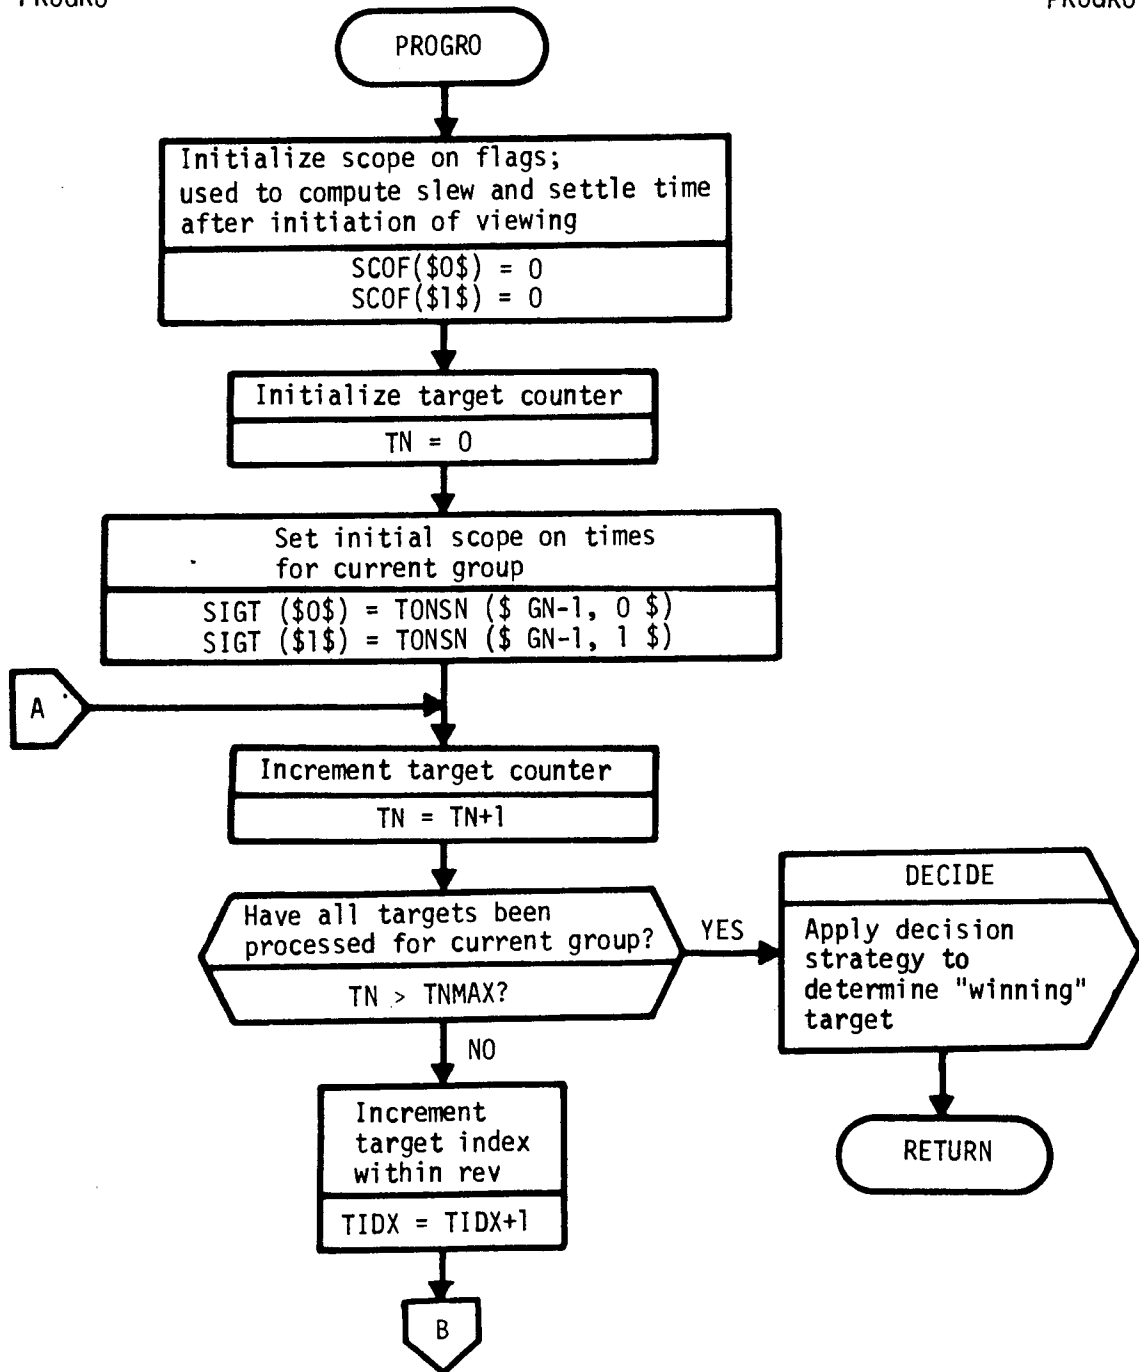 PROGRO PROGRO
PROGRO
Initialize scope on flags;
used to compute slew and settle time
after initiation of viewing
SCOF($0$) = 0
SCOF($1$) = 0
Initialize target counter
TN = 0
Set initial scope on times
for current group
SIGT ($0$) = TONSN ($ GN-1, 0 $)
SIGT ($1$) = TONSN ($ GN-1, 1 $)
A
Increment target counter
TN = TN+1
Have all targets been
processed for current group?
TN > TNMAX?
YES
DECIDE
Apply decision
strategy to
determine "winning"
target
NO
Increment
target index
within rev
TIDX = TIDX+1
RETURN
B